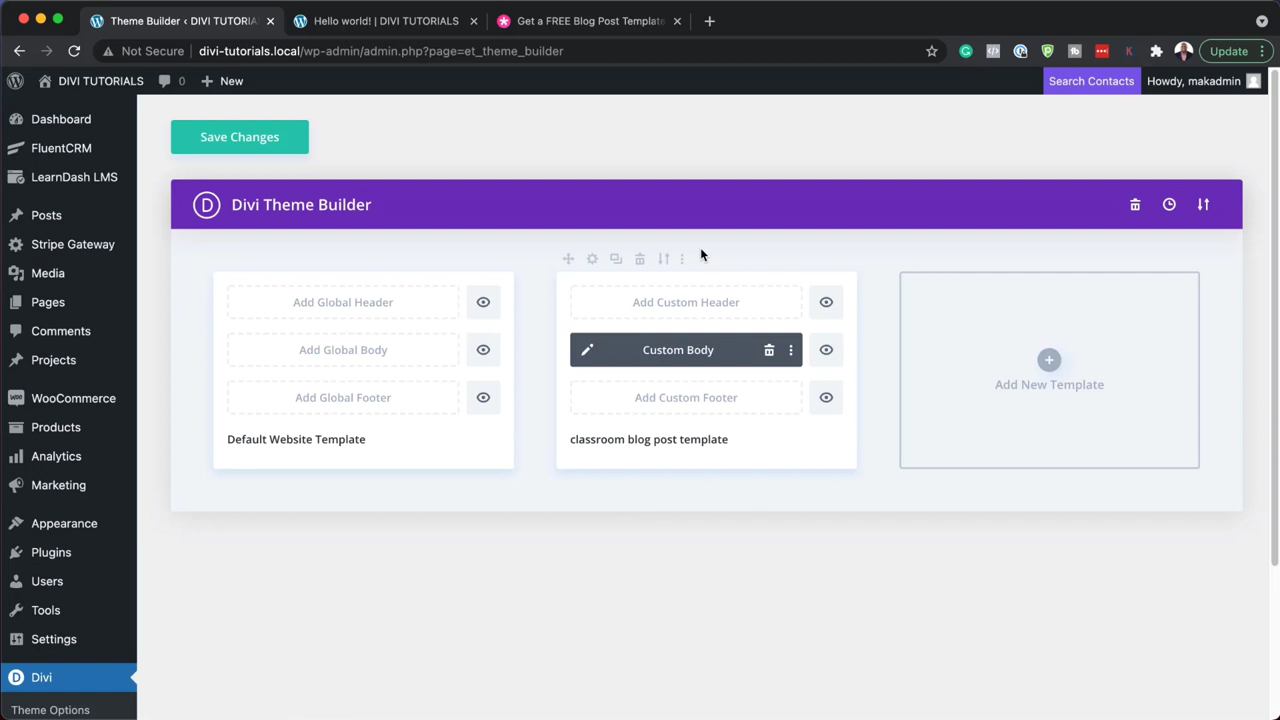 Theme Builder ‹ DIVI TUTORIA
Hello world! | DIVI TUTORIALS
Get a FREE Blog Post Template
Not Secure
divi-tutorials.local/wp-admin/admin.php?page=et_theme_builder
Update
DIVI TUTORIALS
0
New
Search Contacts
Howdy, makadmin
Dashboard
FluentCRM
LearnDash LMS
Posts
Stripe Gateway
Media
Pages
Comments
Projects
WooCommerce
Products
Analytics
Marketing
Appearance
Plugins
Users
Tools
Settings
Divi
Theme Options
Save Changes
D
Divi Theme Builder
Add Global Header
Add Global Body
Add Global Footer
Default Website Template
Add Custom Header
Custom Body
Add Custom Footer
classroom blog post template
Add New Template